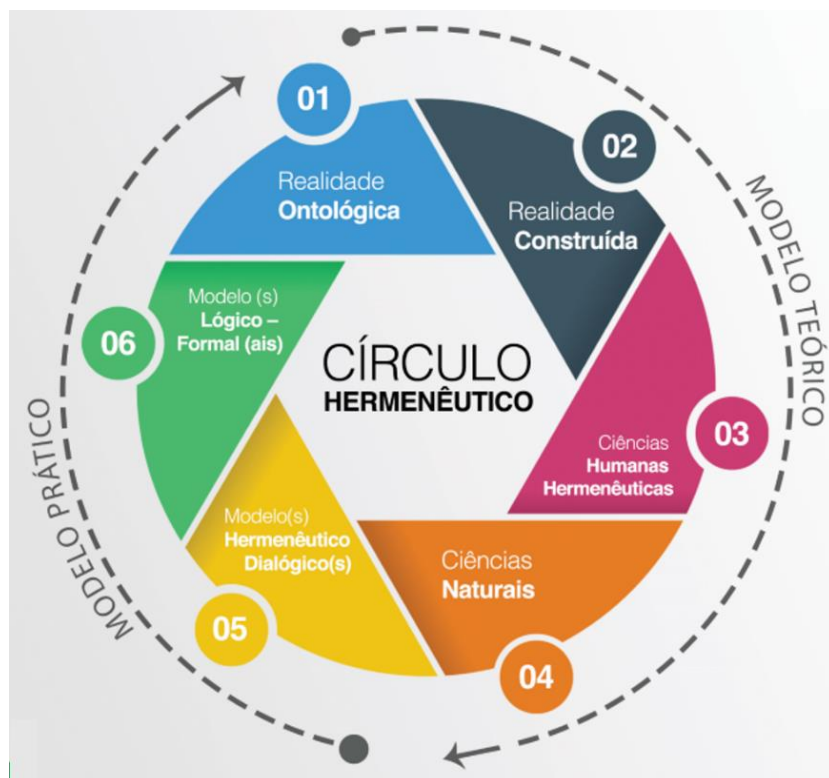 01
Realidade
Ontológica
02
Realidade
Construída
03
Ciências
Humanas
Hermenêuticas
04
Ciências
Naturais
05
Modelo(s)
Hermenêutico
Dialógico(s)
06
Modelo (s)
Lógico –
Formal (ais)
CÍRCULO
HERMENÊUTICO
MODELO TEÓRICO
MODELO PRÁTICO